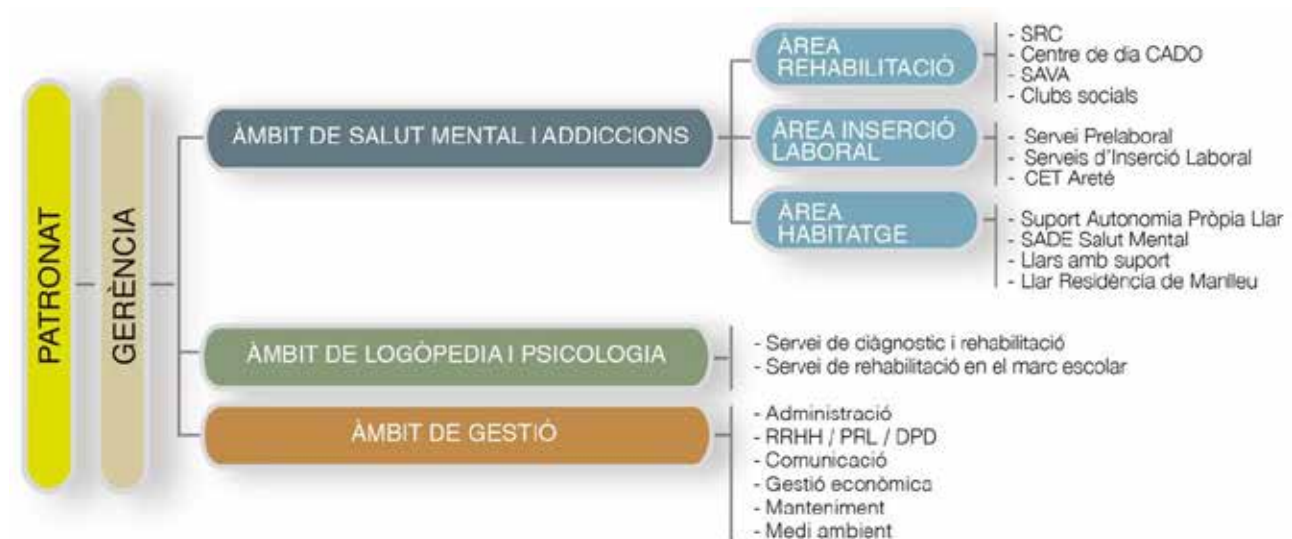 PATRONAT
GERÈNCIA
ÀMBIT DE SALUT MENTAL I ADDICCIONS
ÀREA
REHABILITACIÓ
- SRC
- Centre de dia CADO
- SAVA
- Clubs socials
ÀREA INSERCIÓ
LABORAL
- Servei Prelaboral
- Serveis d'Inserció Laboral
- CET Areté
ÀREA
HABITATGE
- Suport Autonomia Pròpia Llar
- SADE Salut Mental
- Llars amb suport
- Llar Residència de Manlleu
ÀMBIT DE LOGÒPEDIA I PSICOLOGIA
- Servei de ciàgnostic i rehabilitació
- Servei de rehabilitació en el marc escolar
ÀMBIT DE GESTIÓ
- Administració
- RRHH / PRL / DPD
- Comunicació
- Gestió econòmica
- Manteniment
- Medi ambient